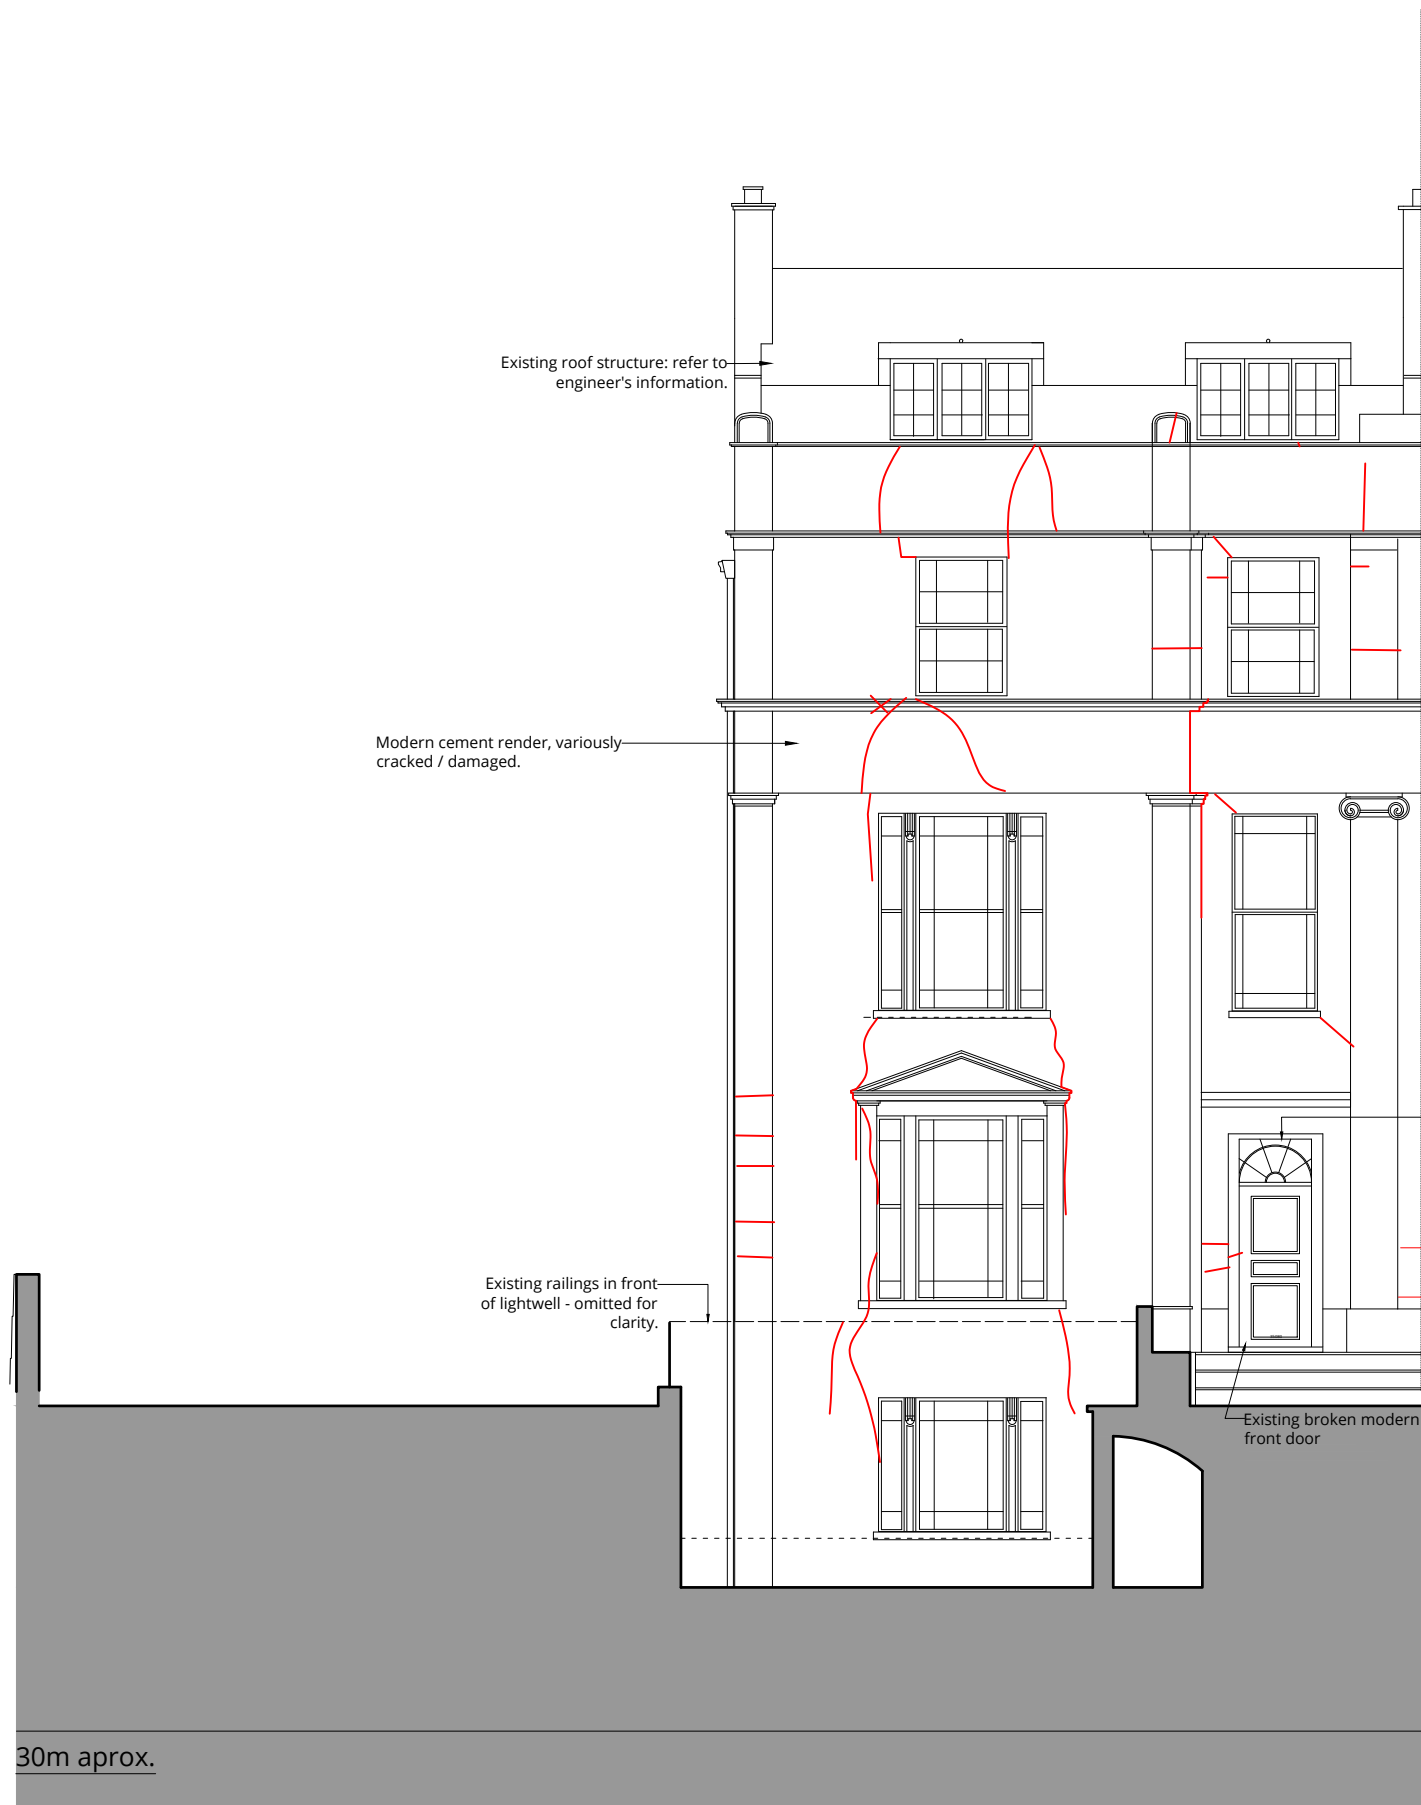 Existing roof structure: refer to
engineer's information.
Modern cement render, variously
cracked / damaged.
Existing railings in front
of lightwell - omitted for
clarity.
Existing broken modern
front door
30m aprox.